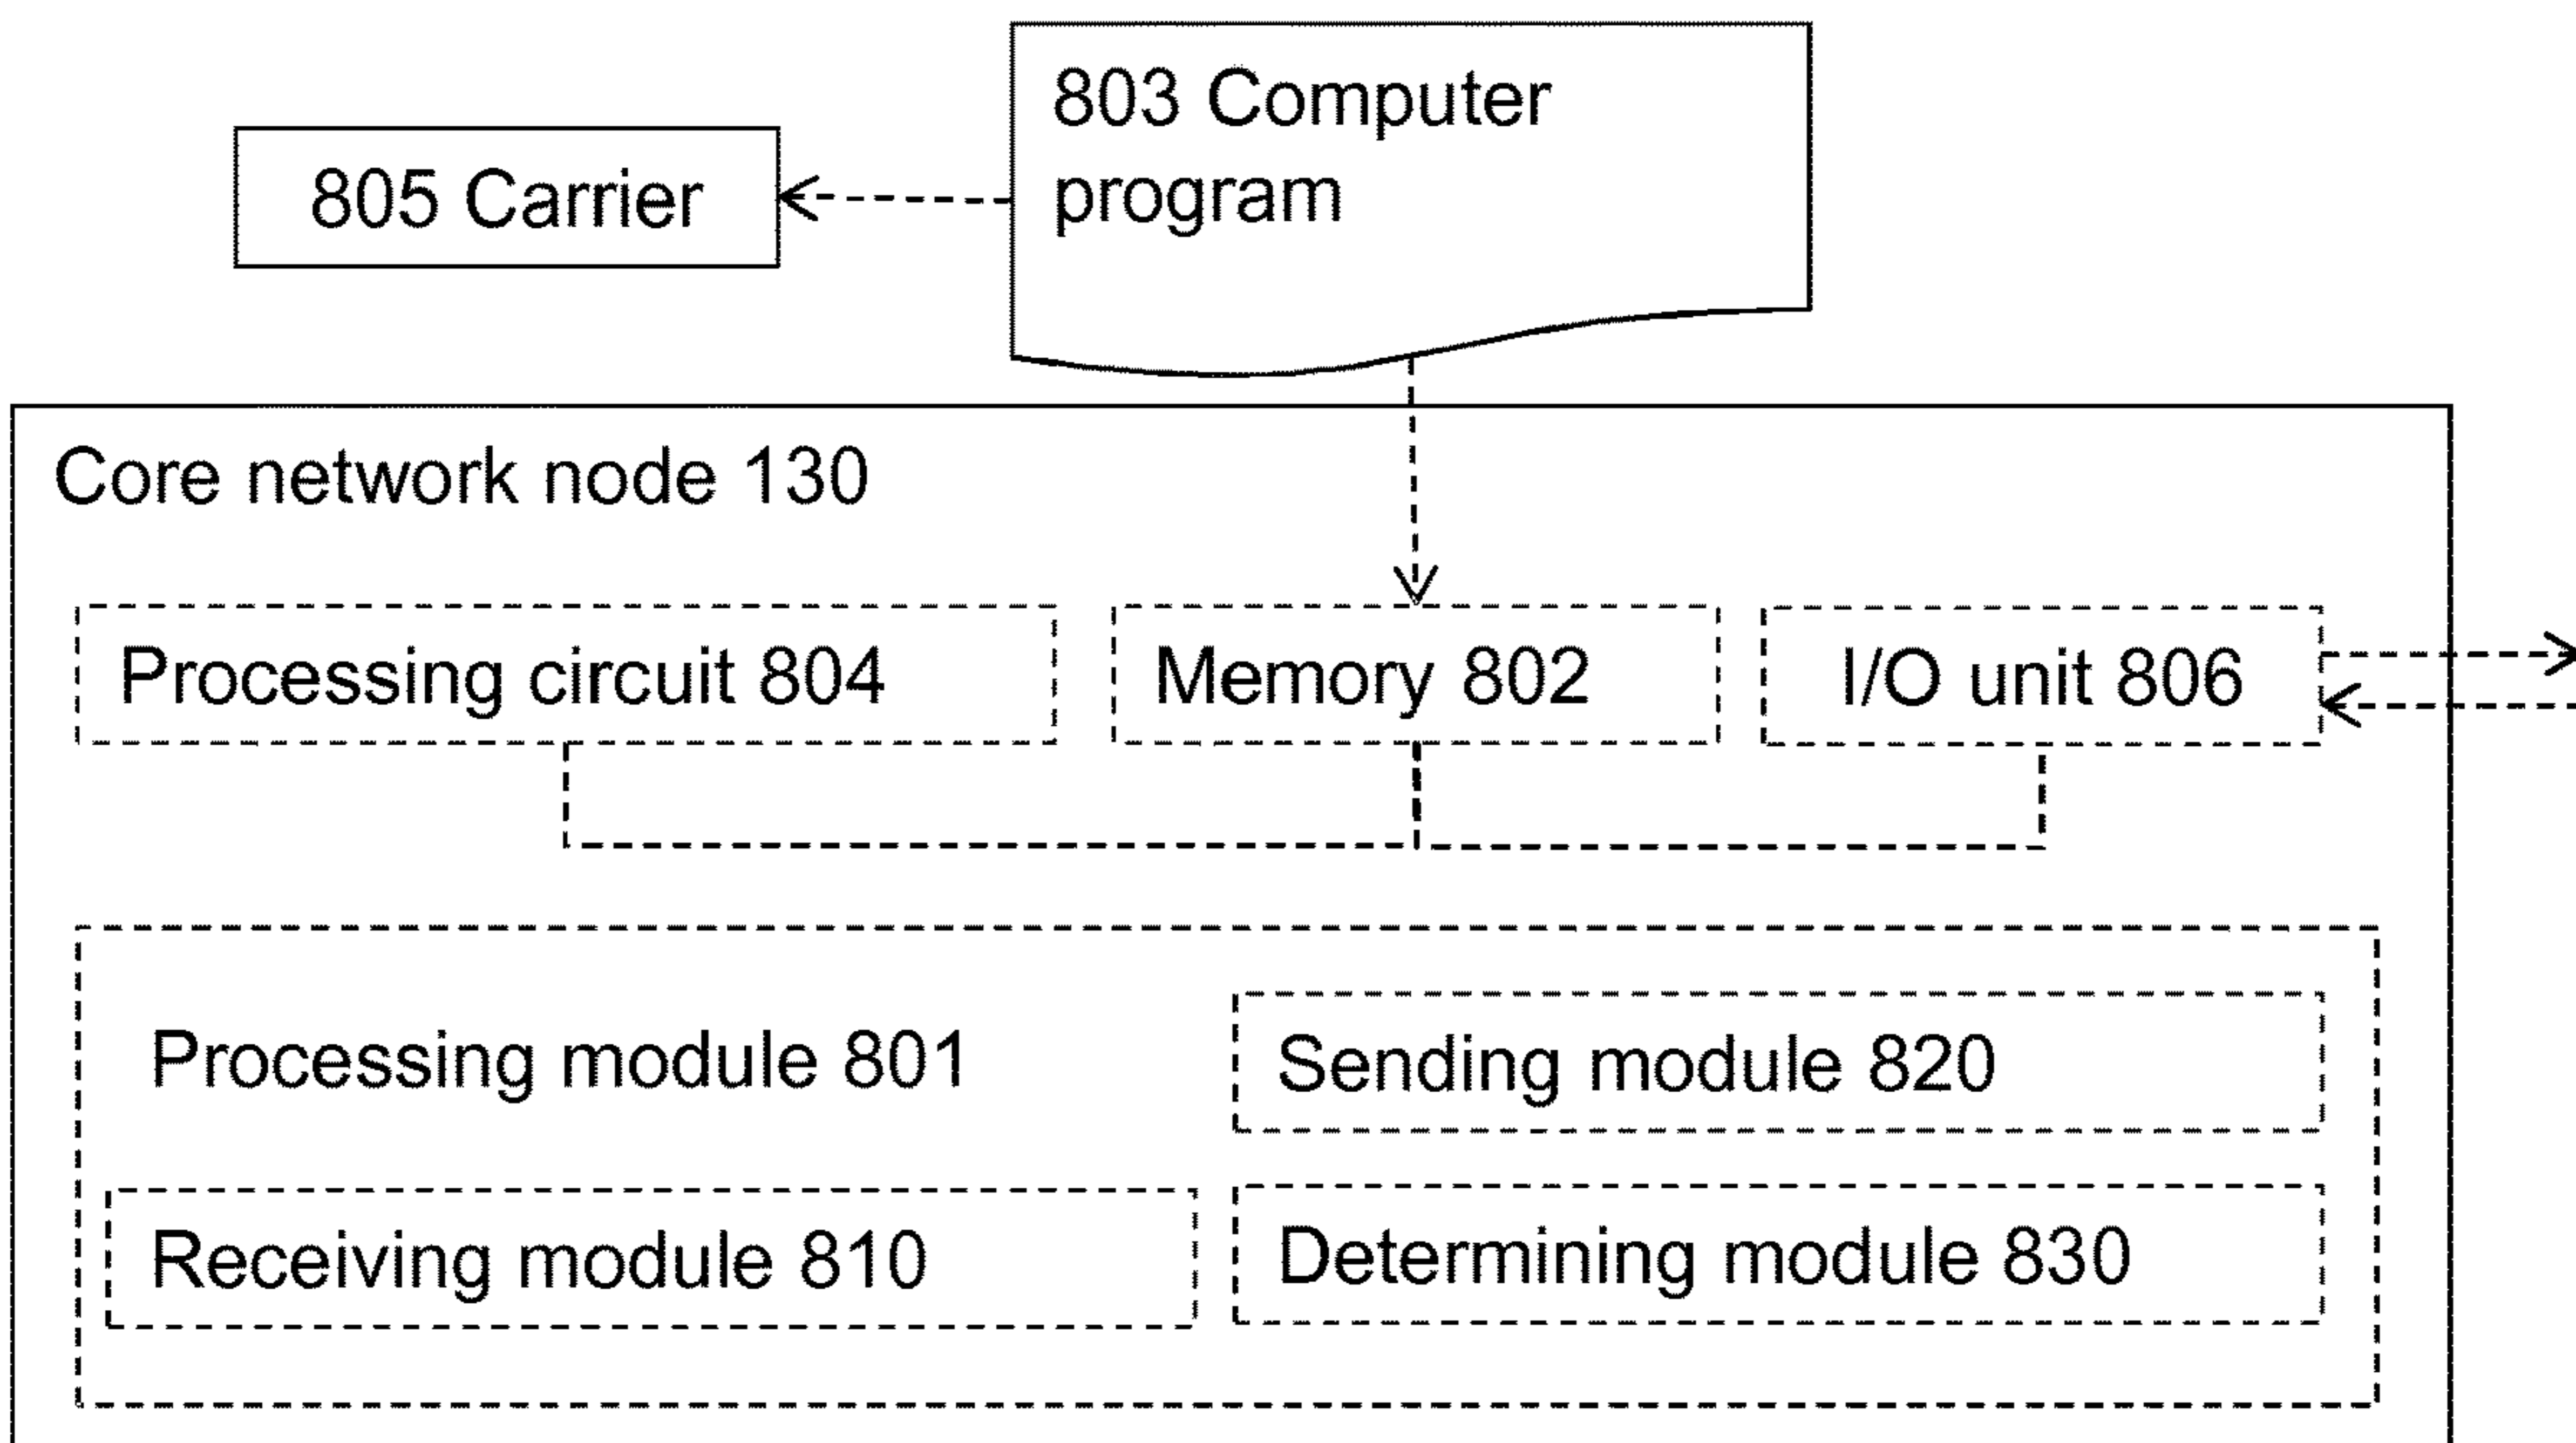 803 Computer
program
805 Carrier
Core network node 130
Processing circuit 804
Memory 802
I/O unit 806
Processing module 801
Sending module 820
Receiving module 810
Determining module 830